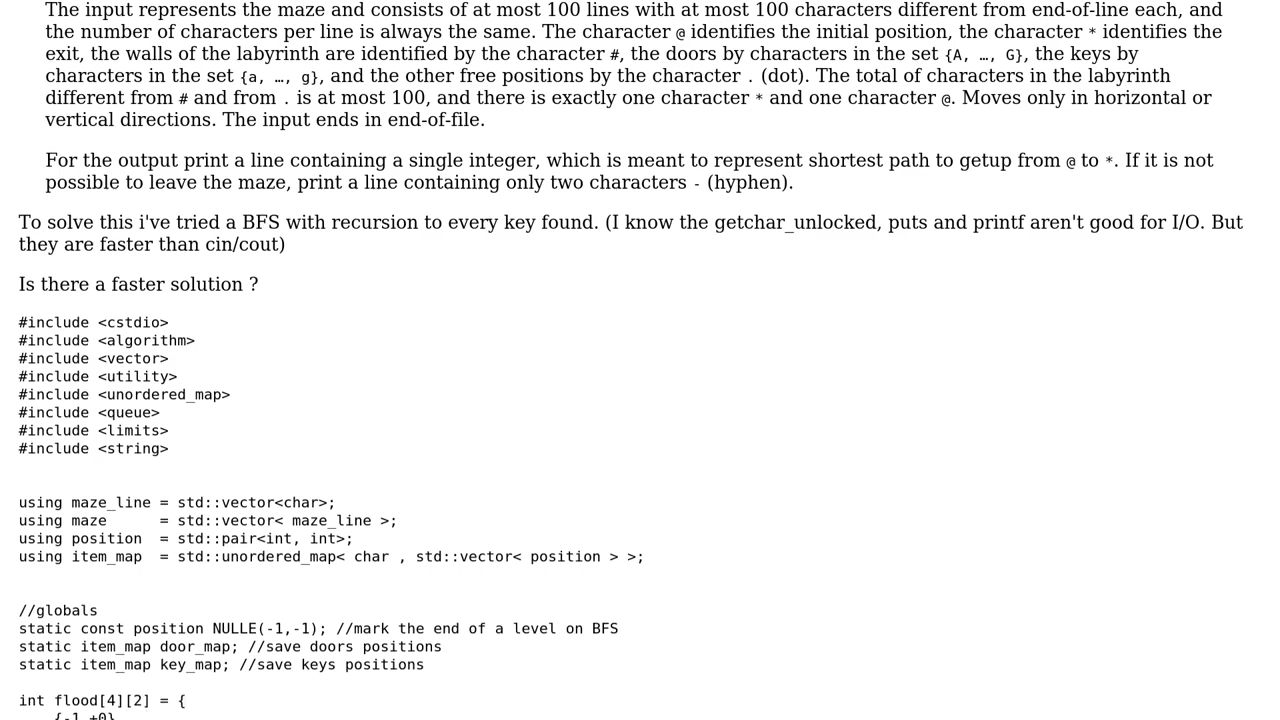 The input represents the maze and consists of at most 100 lines with at most 100 characters different from end-of-line each, and
the number of characters per line is always the same. The character @ identifies the initial position, the character * identifies the
exit, the walls of the labyrinth are identified by the character #, the doors by characters in the set {A, …, G}, the keys by
characters in the set {a, …, g}, and the other free positions by the character . (dot). The total of characters in the labyrinth
different from # and from . is at most 100, and there is exactly one character * and one character @. Moves only in horizontal or
vertical directions. The input ends in end-of-file.
For the output print a line containing a single integer, which is meant to represent shortest path to getup from @ to *. If it is not
possible to leave the maze, print a line containing only two characters - (hyphen).
To solve this i've tried a BFS with recursion to every key found. (I know the getchar_unlocked, puts and printf aren't good for I/O. But
they are faster than cin/cout)
Is there a faster solution ?
#include <cstdio>
#include <algorithm>
#include <vector>
#include <utility>
#include <unordered_map>
#include <queue>
#include <limits>
#include <string>
using maze_line = std::vector<char>;
using maze      = std::vector< maze_line >;
using position  = std::pair<int, int>;
using item_map  = std::unordered_map< char , std::vector< position > >;
//globals
static const position NULLE(-1,-1); //mark the end of a level on BFS
static item_map door_map; //save doors positions
static item_map key_map; //save keys positions
int flood[4][2] = {
    {-1,+0}